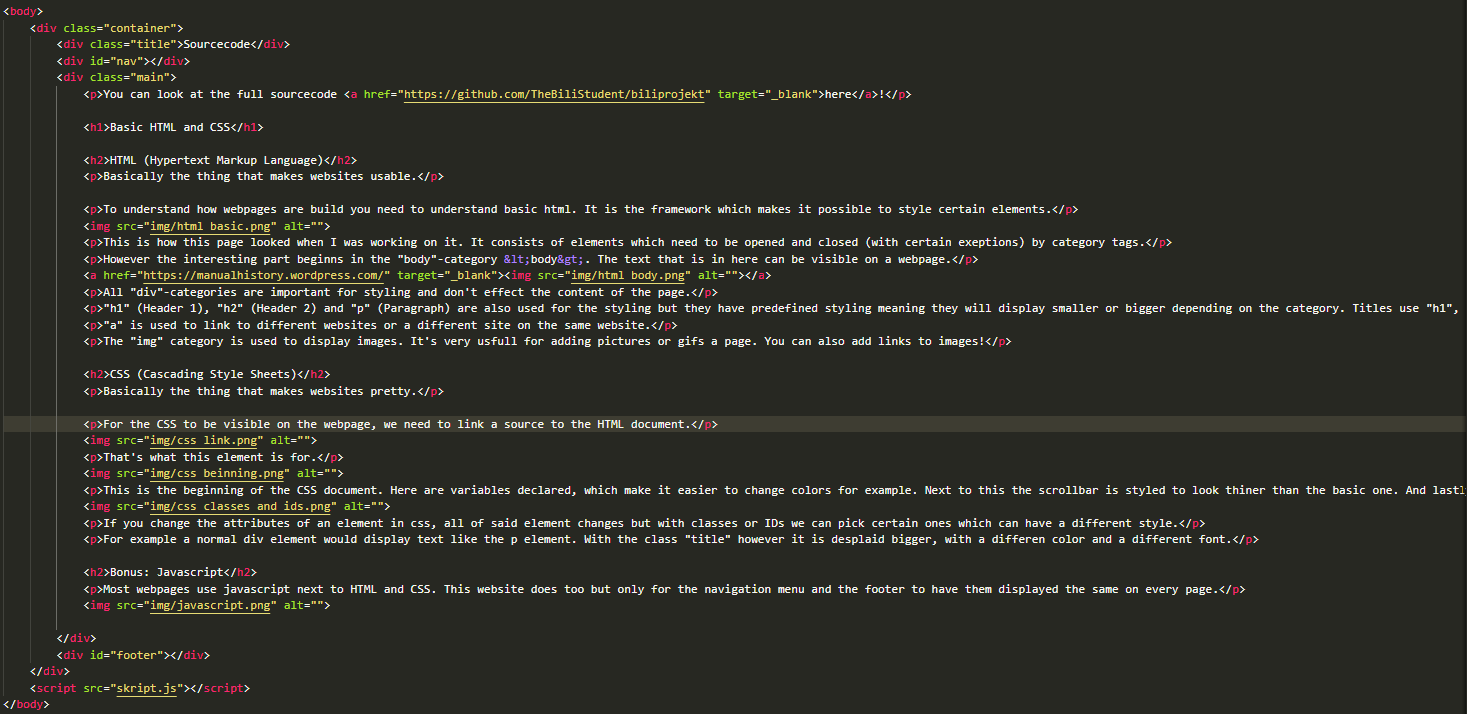 <body>
<div class="container">
<div class="title">Sourcecode</div>
<div id="nav"></div>
<div class="main">
<p>You can look at the full sourcecode <a href="https://github.com/TheBiliStudent/biliprojekt" target="_blank">here</a>!</p>
<h1>Basic HTML and CSS</h1>
<h2>HTML (Hypertext Markup Language)</h2>
<p>Basically the thing that makes websites usable.</p>
<p>To understand how webpages are build you need to understand basic html. It is the framework which makes it possible to style certain elements.</p>
<img src="img/html basic.png" alt="">
<p>This is how this page looked when I was working on it. It consists of elements which need to be opened and closed (with certain exeptions) by category tags.</p>
<p>However the interesting part beginns in the "body"-category &lt;body&gt;. The text that is in here can be visible on a webpage.</p>
<a href="https://manualhistory.wordpress.com/" target="_blank"><img src="img/html body.png" alt=""></a>
<p>All "div"-categories are important for styling and don't effect the content of the page.</p>
<p>"h1" (Header 1), "h2" (Header 2) and "p" (Paragraph) are also used for the styling but they have predefined styling meaning they will display smaller or bigger depending on the category. Titles use "h1",
<p>"a" is used to link to different websites or a different site on the same website.</p>
<p>The "img" category is used to display images. It's very usfull for adding pictures or gifs a page. You can also add links to images!</p>
<h2>CSS (Cascading Style Sheets)</h2>
<p>Basically the thing that makes websites pretty.</p>
<p>For the CSS to be visible on the webpage, we need to link a source to the HTML document.</p>
<img src="img/css link.png" alt="">
<p>That's what this element is for.</p>
<img src="img/css beinning.png" alt="">
<p>This is the beginning of the CSS document. Here are variables declared, which make it easier to change colors for example. Next to this the scrollbar is styled to look thiner than the basic one. And lastl
<img src="img/css classes and ids.png" alt="">
<p>If you change the attributes of an element in css, all of said element changes but with classes or IDs we can pick certain ones which can have a different style.</p>
<p>For example a normal div element would display text like the p element. With the class "title" however it is desplaid bigger, with a differen color and a different font.</p>
<h2>Bonus: Javascript</h2>
<p>Most webpages use javascript next to HTML and CSS. This website does too but only for the navigation menu and the footer to have them displayed the same on every page.</p>
<img src="img/javascript.png" alt="">
</div>
<div id="footer"></div>
</div>
<script src="skript.js"></script>
</body>